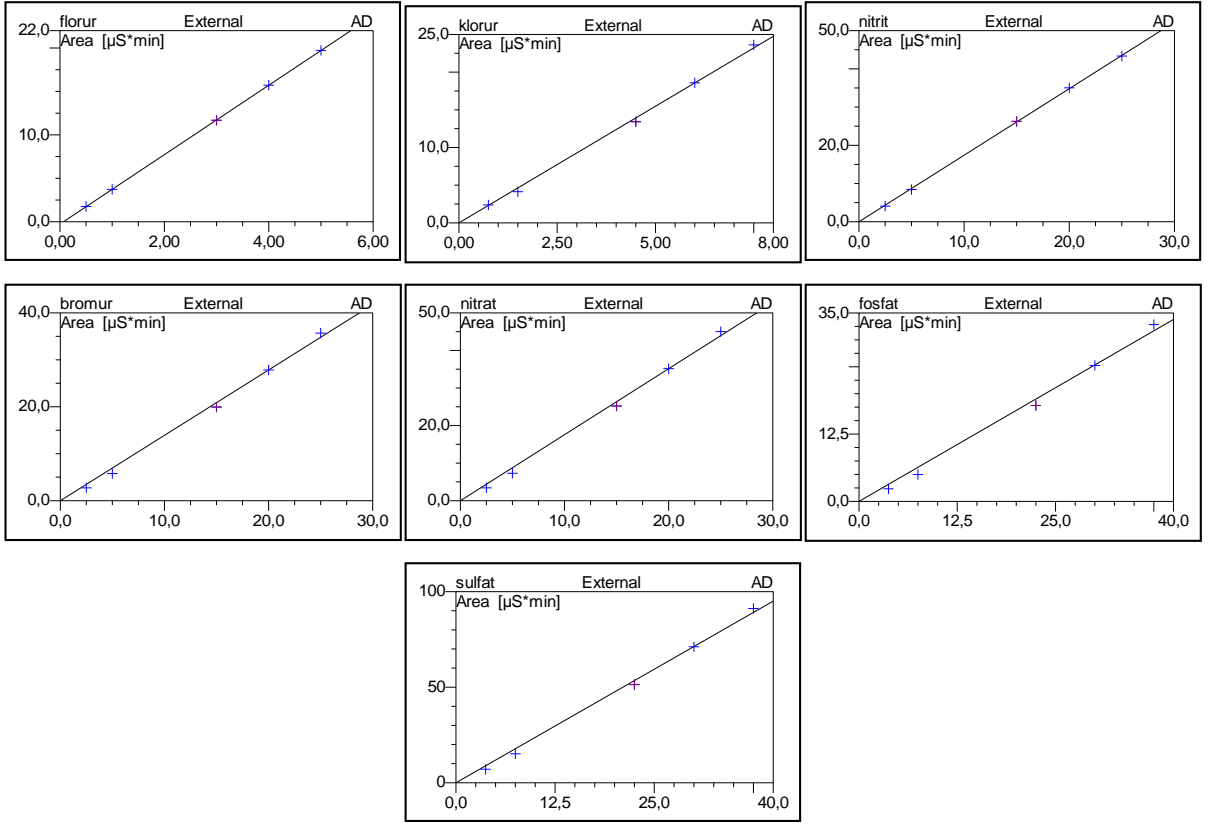 florur External AD
Area [µS*min]
22,0
10,0
0,0
0,00 2,00 4,00 6,00
klorur External AD
Area [µS*min]
25,0
10,0
0,0
0,00 2,50 5,00 8,00
nitrit External AD
Area [µS*min]
50,0
20,0
0,0
0,0 10,0 20,0 30,0
bromur External AD
Area [µS*min]
40,0
20,0
0,0
0,0 10,0 20,0 30,0
nitrat External AD
Area [µS*min]
50,0
20,0
0,0
0,0 10,0 20,0 30,0
fosfat External AD
Area [µS*min]
35,0
12,5
0,0
0,0 12,5 25,0 40,0
sulfat External AD
Area [µS*min]
100
50
0
0,0 12,5 25,0 40,0